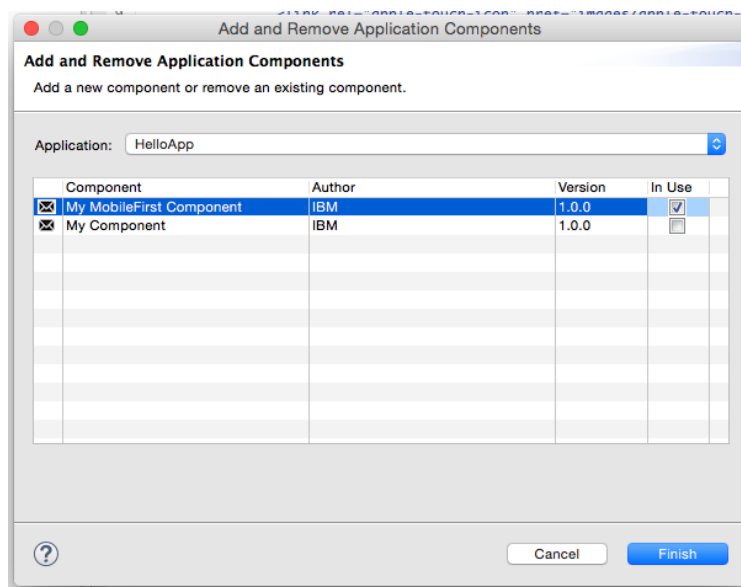 Add and Remove Application Components
Add and Remove Application Components
Add a new component or remove an existing component.
Application: HelloApp
Component Author Version In Use
My MobileFirst Component IBM 1.0.0
My Component IBM 1.0.0
? Cancel Finish